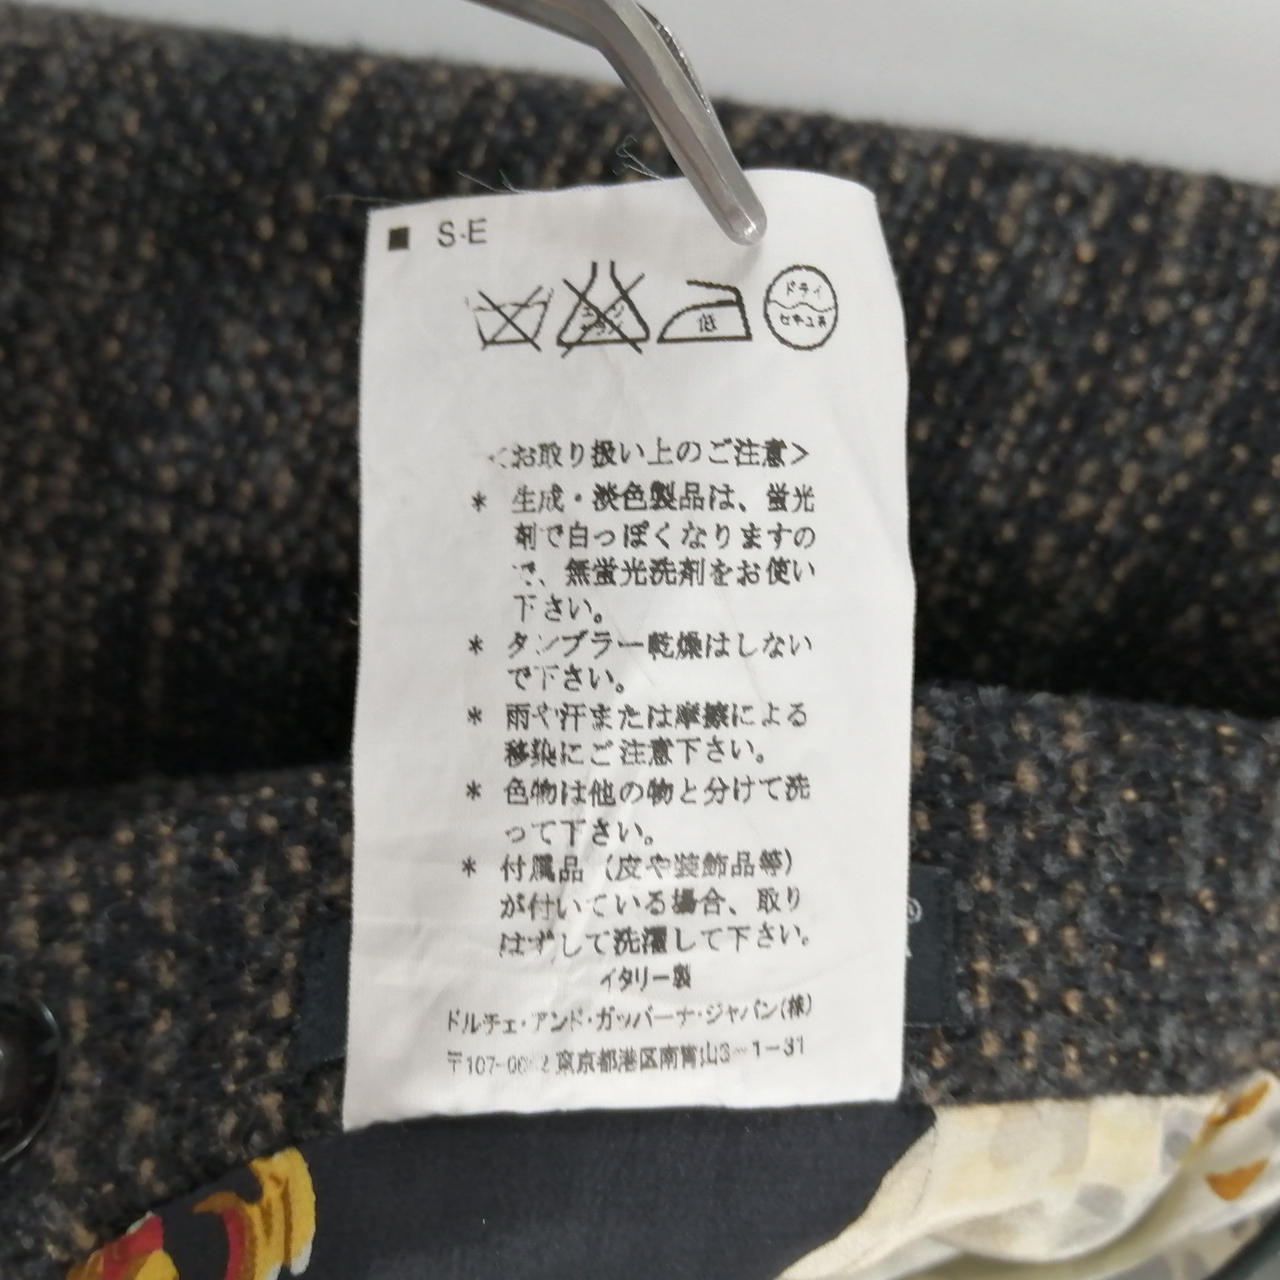 ■ S-E
エンソ
サラシ
低
ドライ
セキユ系
<お取り扱い上のご注意>
* 生成・淡色製品は、蛍光
剤で白っぽくなりますの
で、無蛍光洗剤をお使い
下さい。
* タンブラー乾燥はしない
で下さい。
* 雨や汗または摩擦による
移染にご注意下さい。
* 色物は他の物と分けて洗
って下さい。
* 付属品（皮や装飾品等）
が付いている場合、取り
はずして洗濯して下さい。
イタリー製
ドルチェ・アンド・ガッバーナ・ジャパン(株)
東京都港区南青山3-1-31